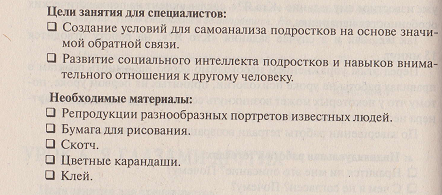 Цели занятия для специалистов:
❑ Создание условий для самоанализа подростков на основе значи-
мой обратной связи.
❑ Развитие социального интеллекта подростков и навыков внима-
тельного отношения к другому человеку.
Необходимые материалы:
❑ Репродукции разнообразных портретов известных людей.
❑ Бумага для рисования.
❑ Скотч.
❑ Цветные карандаши.
❑ Клей.